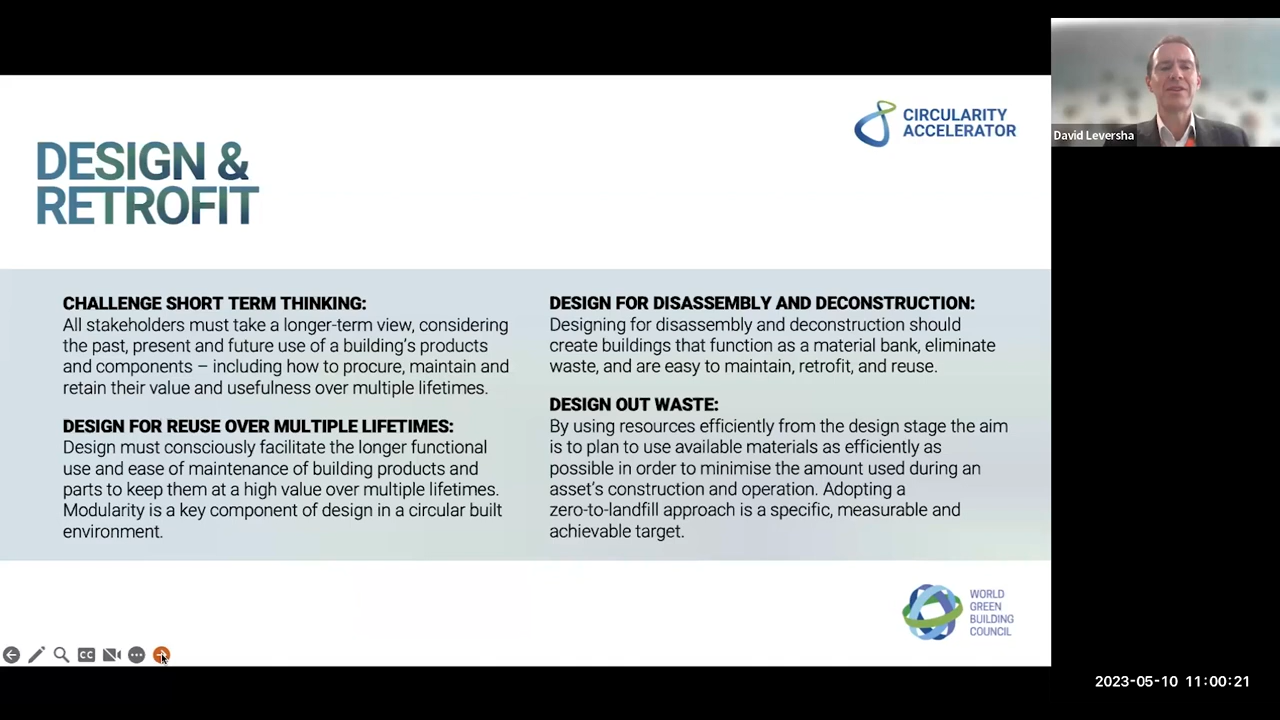 DESIGN &
RETROFIT
CIRCULARITY
ACCELERATOR
David Leversha
CHALLENGE SHORT TERM THINKING:
All stakeholders must take a longer-term view, considering
the past, present and future use of a building's products
and components – including how to procure, maintain and
retain their value and usefulness over multiple lifetimes.
DESIGN FOR REUSE OVER MULTIPLE LIFETIMES:
Design must consciously facilitate the longer functional
use and ease of maintenance of building products and
parts to keep them at a high value over multiple lifetimes.
Modularity is a key component of design in a circular built
environment.
DESIGN FOR DISASSEMBLY AND DECONSTRUCTION:
Designing for disassembly and deconstruction should
create buildings that function as a material bank, eliminate
waste, and are easy to maintain, retrofit, and reuse.
DESIGN OUT WASTE:
By using resources efficiently from the design stage the aim
is to plan to use available materials as efficiently as
possible in order to minimise the amount used during an
asset's construction and operation. Adopting a
zero-to-landfill approach is a specific, measurable and
achievable target.
WORLD
GREEN
BUILDING
COUNCIL
CC
2023-05-10 11:00:21